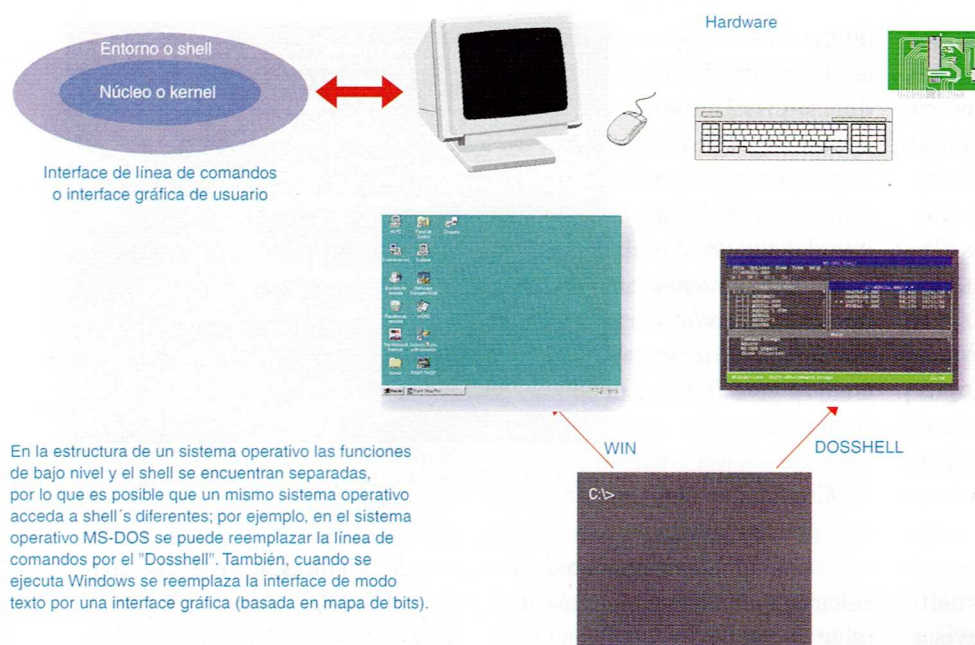 Hardware
Entorno o shell
Núcleo o kernel
Interface de línea de comandos
o interface gráfica de usuario
WIN
DOSSHELL
C:\>
En la estructura de un sistema operativo las funciones
de bajo nivel y el shell se encuentran separadas,
por lo que es posible que un mismo sistema operativo
acceda a shell´s diferentes; por ejemplo, en el sistema
operativo MS-DOS se puede reemplazar la línea de
comandos por el "Dosshell". También, cuando se
ejecuta Windows se reemplaza la interface de modo
texto por una interface gráfica (basada en mapa de bits).